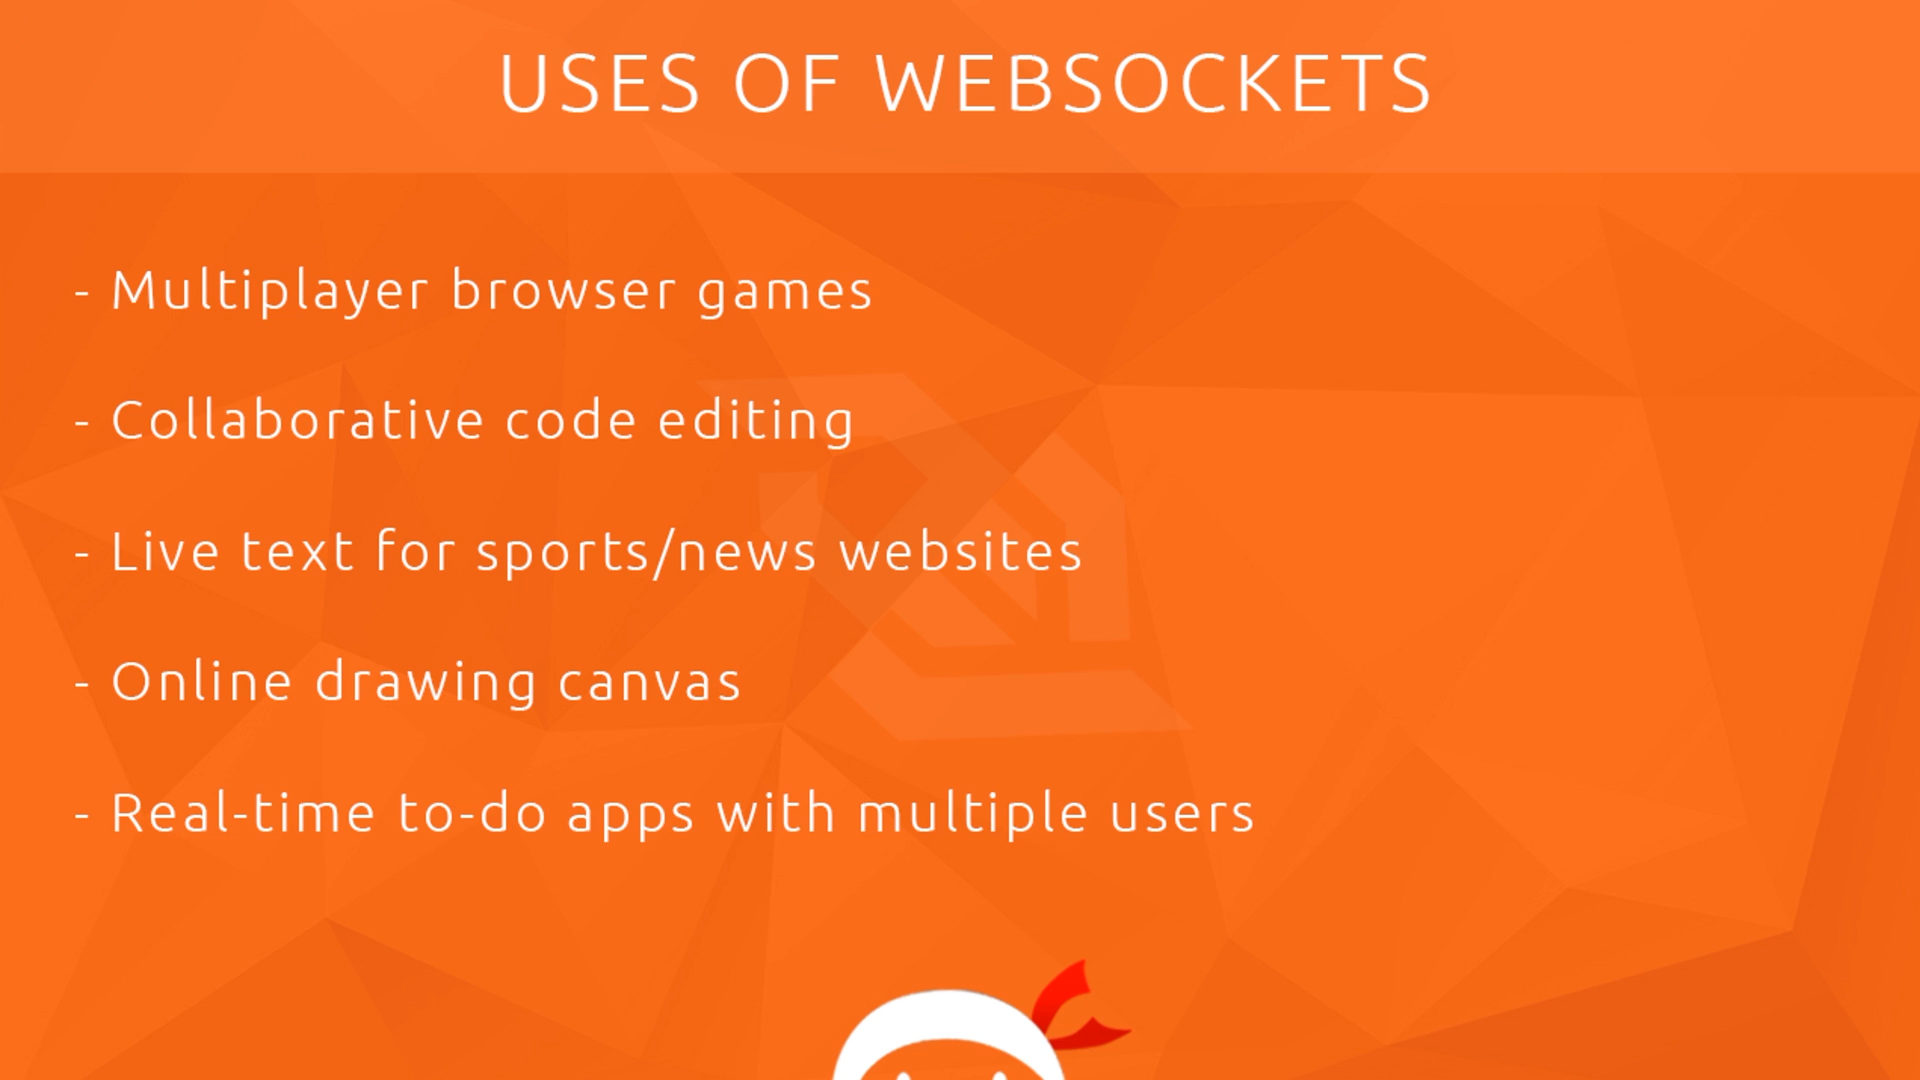 USES OF WEBSOCKETS
- Multiplayer browser games
- Collaborative code editing
- Live text for sports/news websites
- Online drawing canvas
- Real-time to-do apps with multiple users